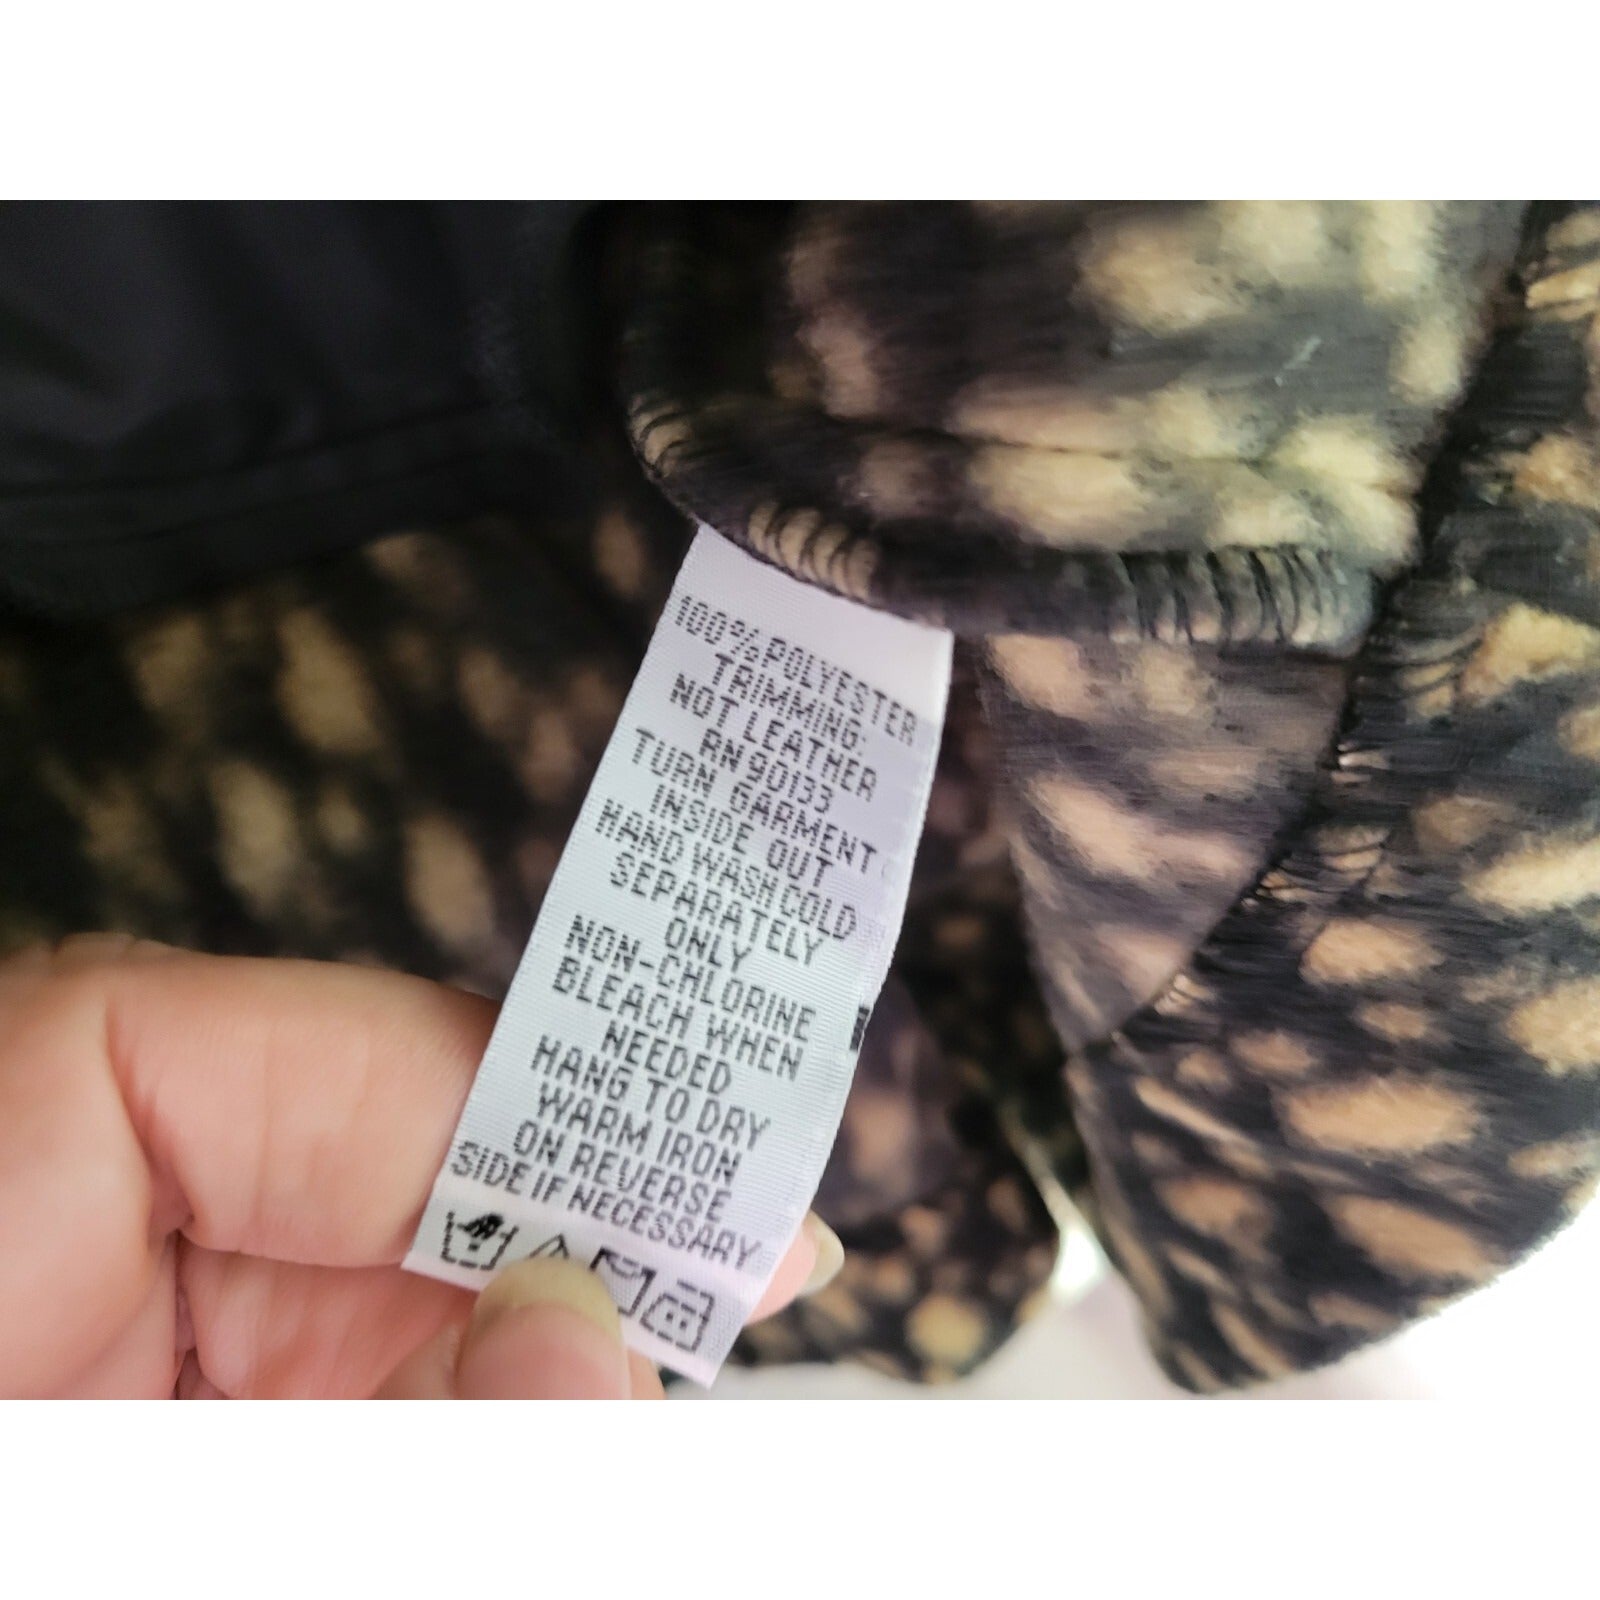 100% POLYESTER
TRIMMING:
NOT LEATHER
RN 90133
TURN GARMENT
INSIDE OUT
HAND WASH COLD
SEPARATELY
ONLY
NON-CHLORINE
BLEACH WHEN
NEEDED
HANG TO DRY
WARM IRON
ON REVERSE
SIDE IF NECESSARY